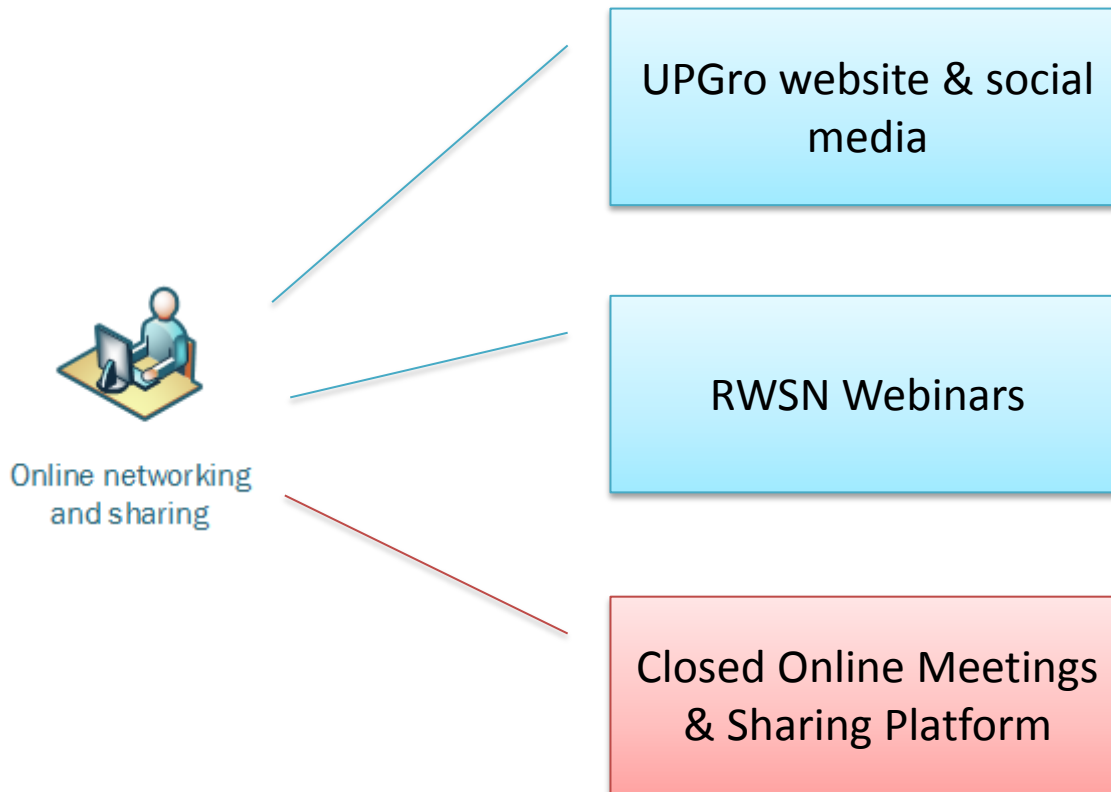 UPGro website & social
media
RWSN Webinars
Online networking
and sharing
Closed Online Meetings
& Sharing Platform